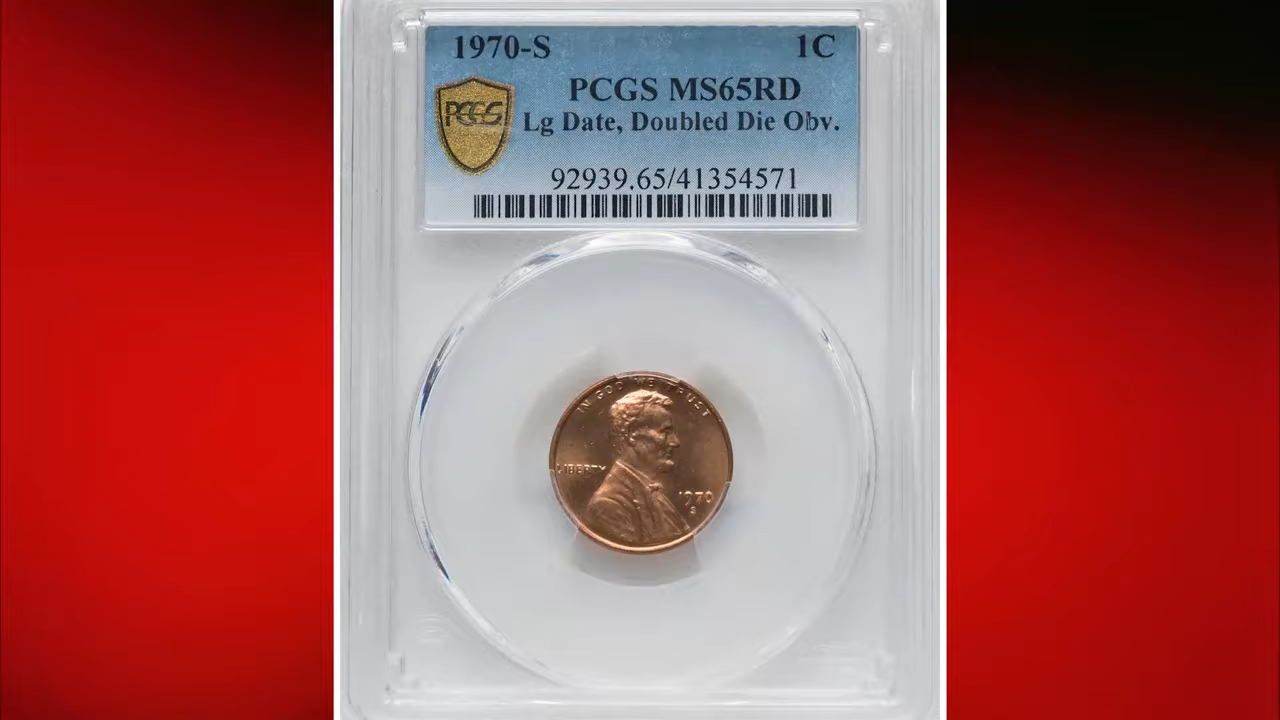 1970-S 1C
PCGS MS65RD
PCGS
Lg Date, Doubled Die Obv.
92939.65/41354571
IN GOD WE TRUST
LIBERTY
1970
S